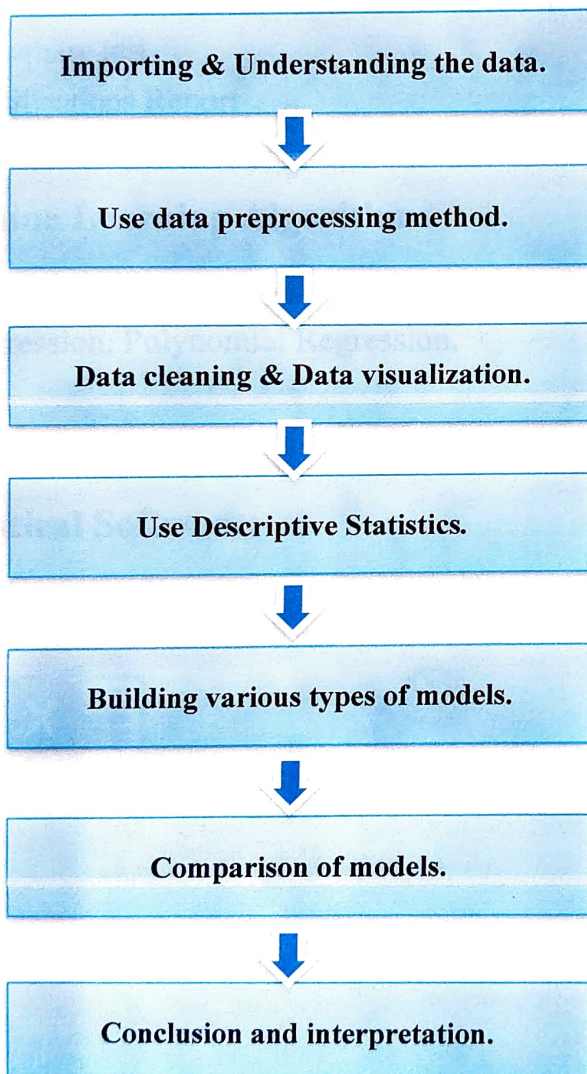 Importing & Understanding the data.
Use data preprocessing method.
Data cleaning & Data visualization.
Use Descriptive Statistics.
Building various types of models.
Comparison of models.
Conclusion and interpretation.